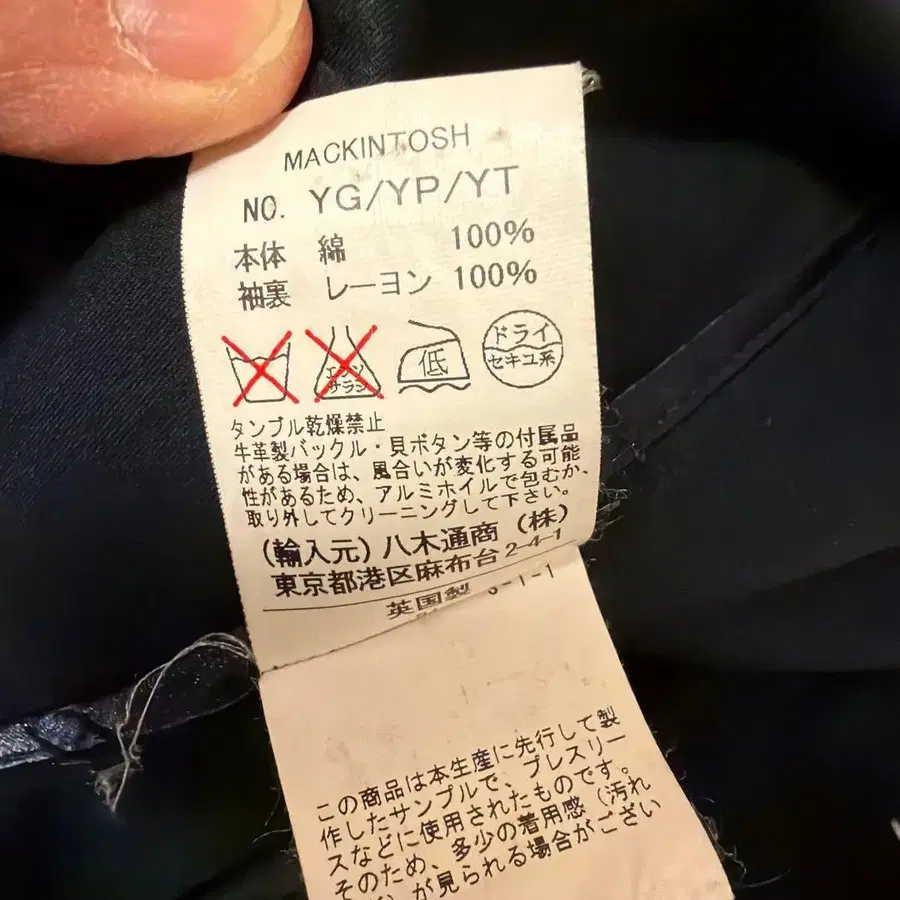 MACKINTOSH
NO. YG/YP/YT
本体 綿 100%
袖裏 レーヨン 100%
エンソ
サラシ
低
ドライ
セキユ系
タンブル乾燥禁止
牛革製バックル・貝ボタン等の付属品
がある場合は、風合いが変化する可能
性があるため、アルミホイルで包むか、
取り外してクリーニングして下さい。
(輸入元) 八木通商 (株)
東京都港区麻布台2-4-1
英国製
この商品は本生産に先行して製
作したサンプルで、プレスリー
スなどに使用されたものです。
そのため、多少の着用感(汚れ
が見られる場合がござい